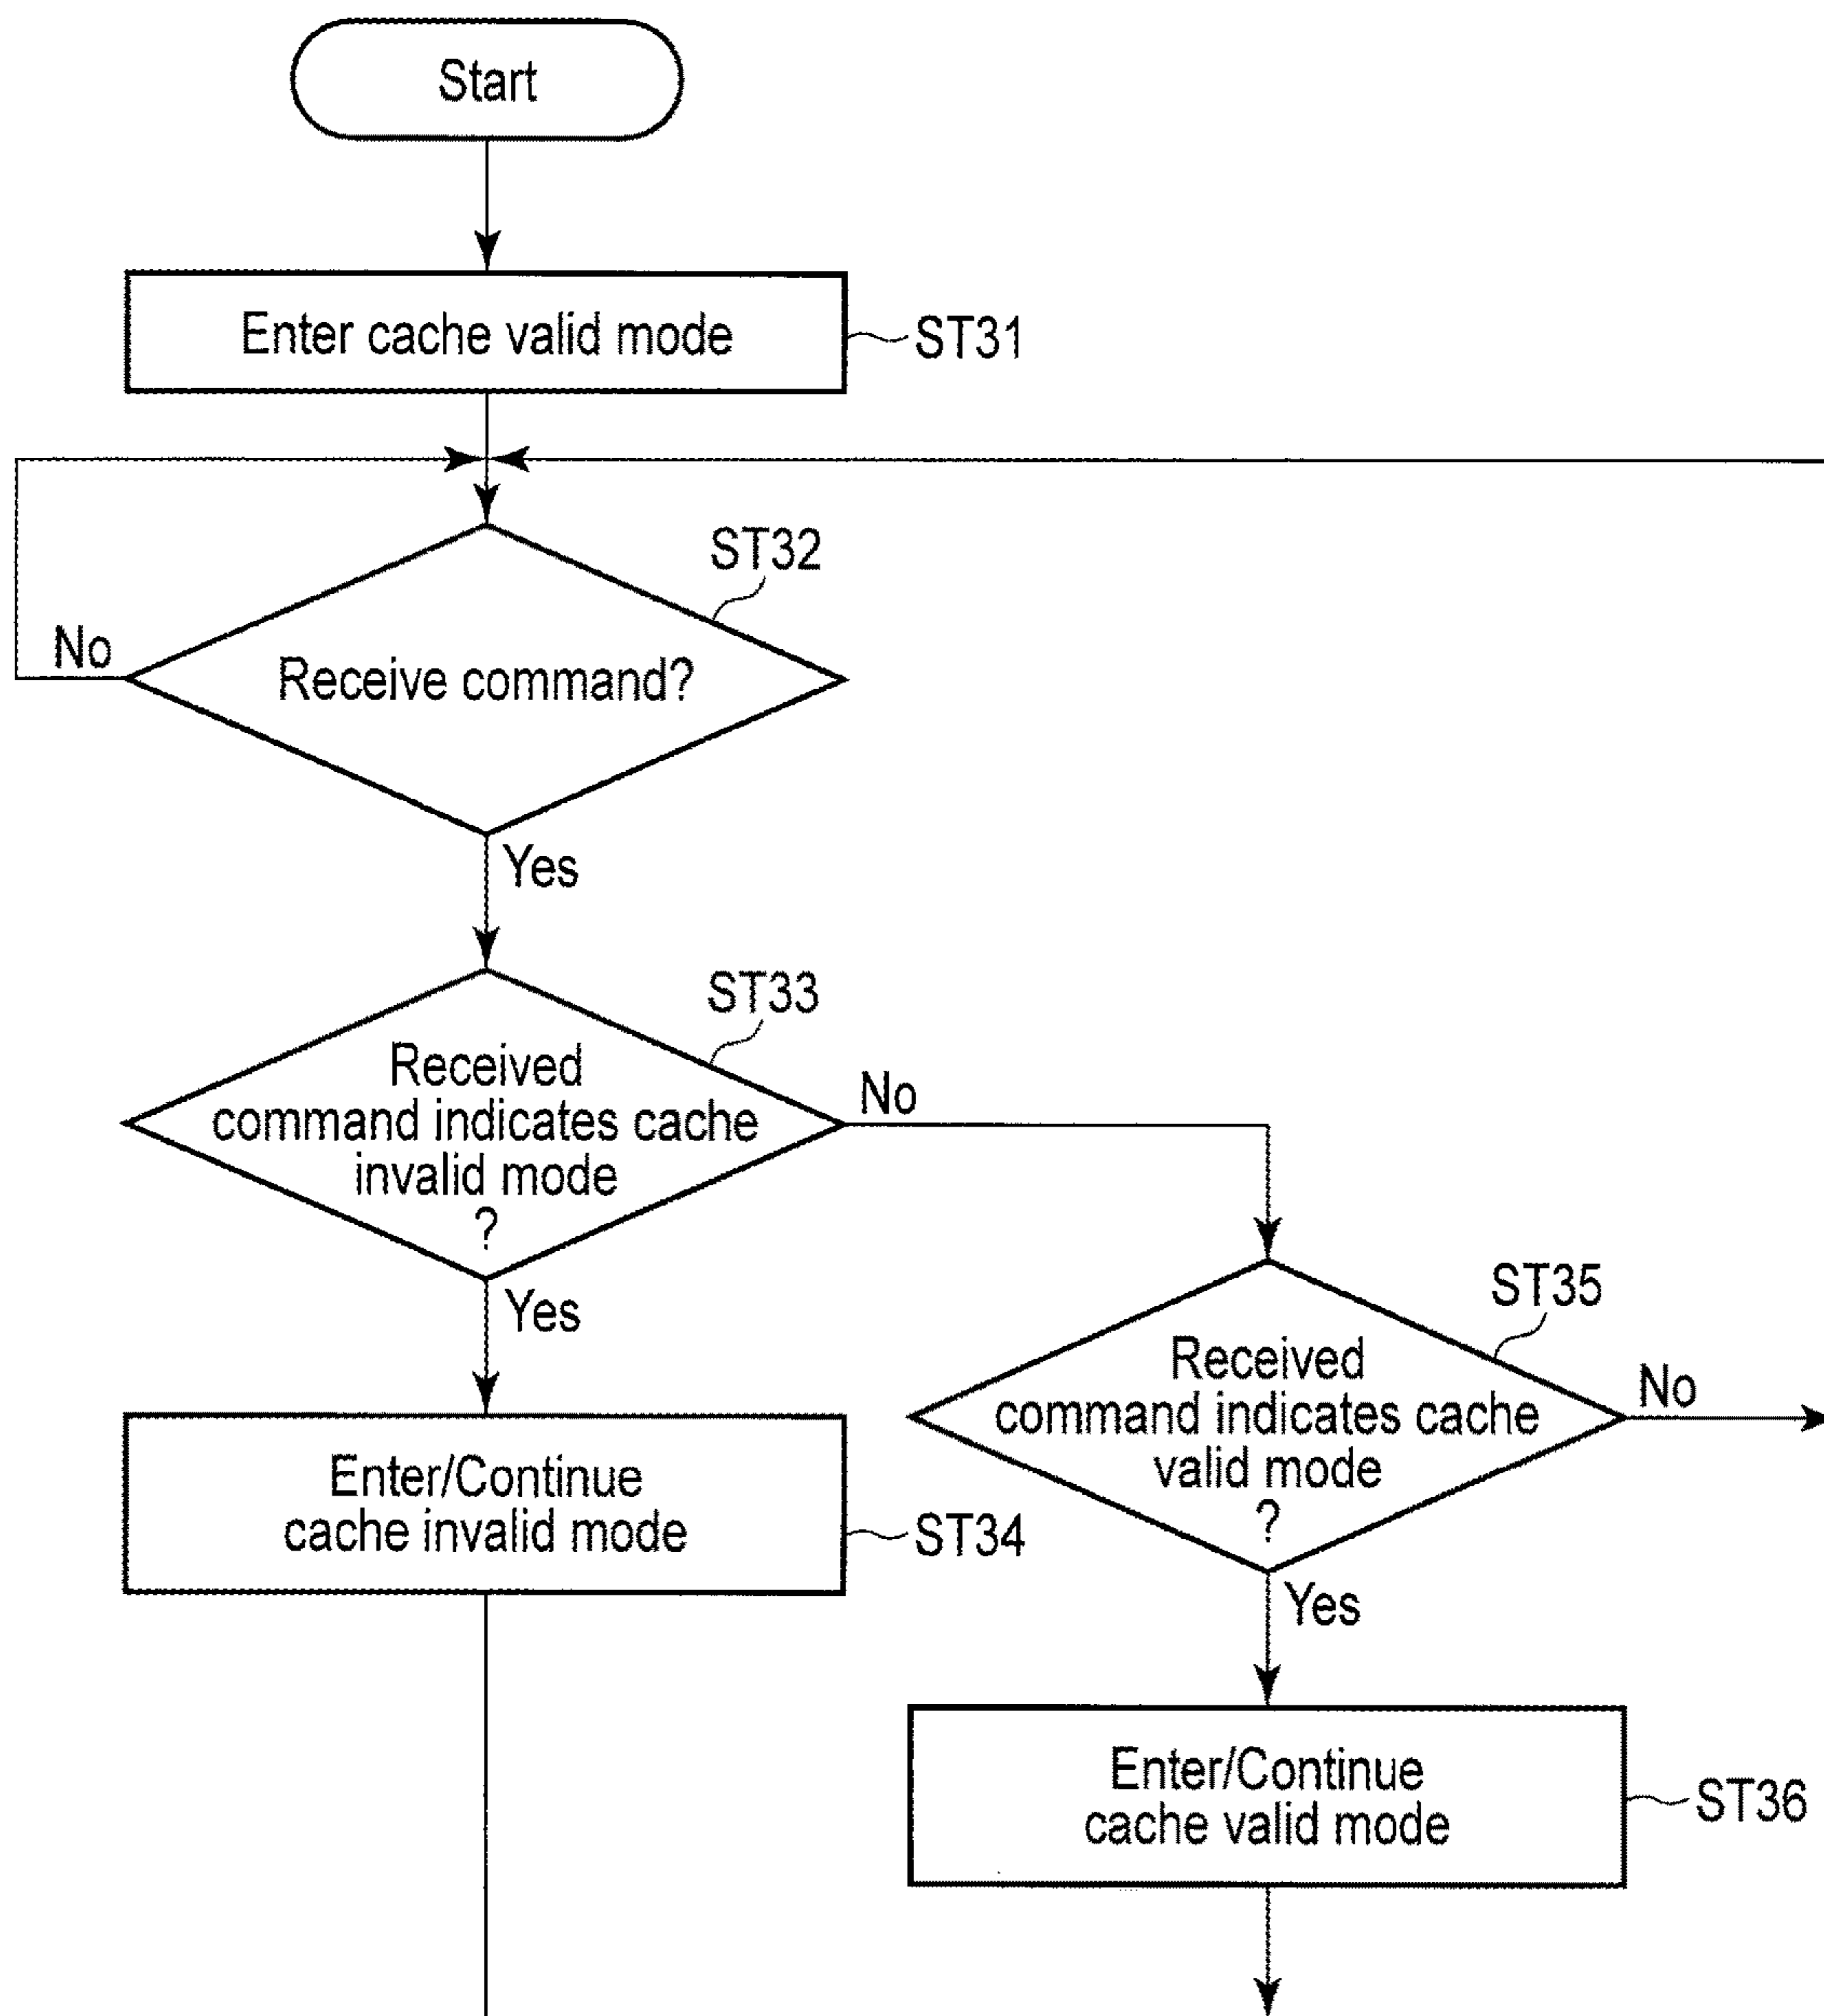 Start
Enter cache valid mode
ST31
ST32
No
Receive command?
Yes
ST33
Received
command indicates cache
invalid mode
?
No
Yes
ST35
Received
command indicates cache
valid mode
?
No
Enter/Continue
cache invalid mode
ST34
Yes
Enter/Continue
cache valid mode
ST36